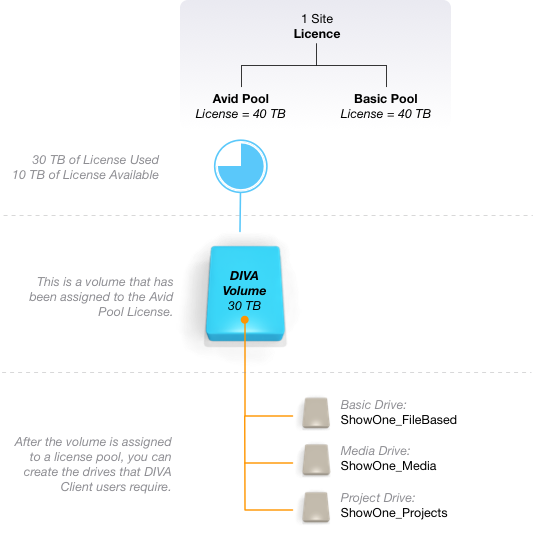 1 Site
Licence
Avid Pool
License = 40 TB
Basic Pool
License = 40 TB
30 TB of License Used
10 TB of License Available
This is a volume that has
been assigned to the Avid
Pool License.
DIVA
Volume
30 TB
After the volume is assigned
to a license pool, you can
create the drives that DIVA
Client users require.
Basic Drive:
ShowOne_FileBased
Media Drive:
ShowOne_Media
Project Drive:
ShowOne_Projects